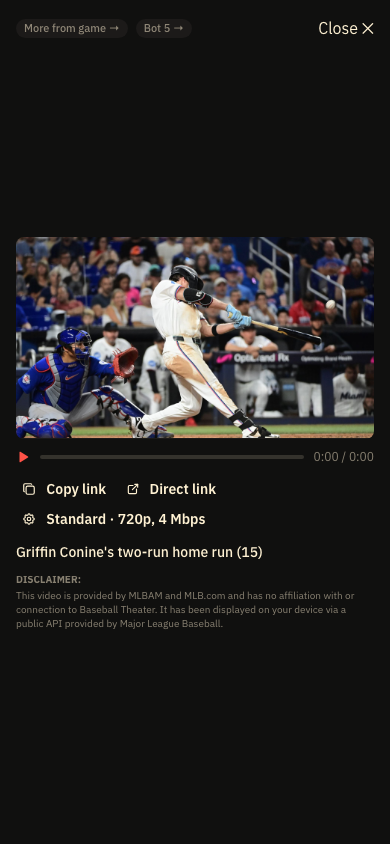 More from game →
Bot 5 →
Close ×
Optic and Rx
0:00 / 0:00
Copy link
Direct link
Standard · 720p, 4 Mbps
Griffin Conine's two-run home run (15)
DISCLAIMER:
This video is provided by MLBAM and MLB.com and has no affiliation with or
connection to Baseball Theater. It has been displayed on your device via a
public API provided by Major League Baseball.